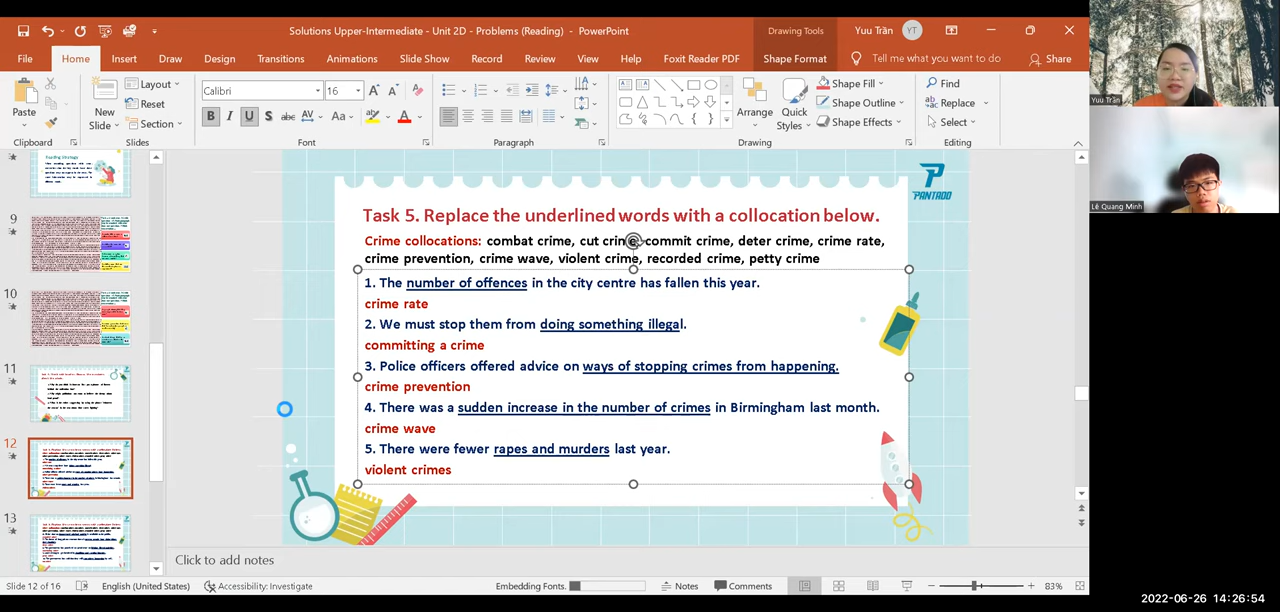 Solutions Upper-Intermediate - Unit 2D - Problems (Reading) - PowerPoint
Drawing Tools
Yuu Trần YT
File Home Insert Draw Design Transitions Animations Slide Show Record Review View Help Foxit Reader PDF Shape Format Tell me what you want to do Share
Paste
Clipboard
New Slide
Layout
Reset
Section
Slides
Calibri 16
B I U S abc AV Aa A
Font
Paragraph
Arrange
Quick Styles
Shape Fill
Shape Outline
Shape Effects
Drawing
Find
Replace
Select
Editing
Yuu Trần
Lê Quang Minh
9
10
11
12
13
PANTADO
Task 5. Replace the underlined words with a collocation below.
Crime collocations: combat crime, cut crime, commit crime, deter crime, crime rate,
crime prevention, crime wave, violent crime, recorded crime, petty crime
1. The number of offences in the city centre has fallen this year.
crime rate
2. We must stop them from doing something illegal.
committing a crime
3. Police officers offered advice on ways of stopping crimes from happening.
crime prevention
4. There was a sudden increase in the number of crimes in Birmingham last month.
crime wave
5. There were fewer rapes and murders last year.
violent crimes
Click to add notes
Slide 12 of 16 English (United States) Accessibility: Investigate Embedding Fonts. Notes Comments 83%
2022-06-26 14:26:54